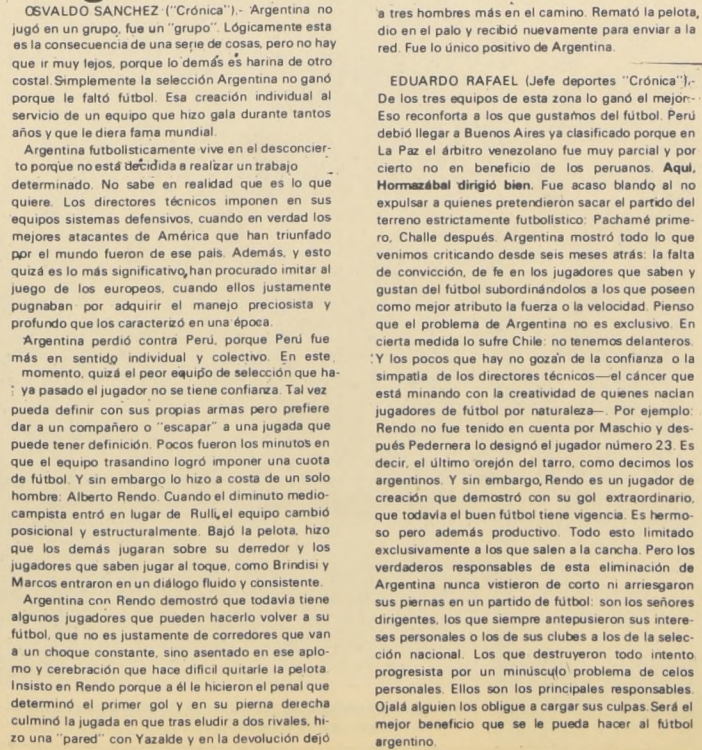 OSVALDO SANCHEZ ("Crónica").- Argentina no
jugó en un grupo, fue un "grupo". Lógicamente esta
es la consecuencia de una serie de cosas, pero no hay
que ir muy lejos, porque lo demás es harina de otro
costal. Simplemente la selección Argentina no ganó
porque le faltó fútbol. Esa creación individual al
servicio de un equipo que hizo gala durante tantos
años y que le diera fama mundial.
Argentina futbolísticamente vive en el desconcier-
to porque no está decidida a realizar un trabajo
determinado. No sabe en realidad que es lo que
quiere. Los directores técnicos imponen en sus
equipos sistemas defensivos, cuando en verdad los
mejores atacantes de América que han triunfado
por el mundo fueron de ese país. Además, y esto
quizá es lo más significativo, han procurado imitar al
juego de los europeos, cuando ellos justamente
pugnaban por adquirir el manejo preciosista y
profundo que los caracterizó en una época.
Argentina perdió contra Perú, porque Perú fue
más en sentido individual y colectivo. En este
momento, quizá el peor equipo de selección que ha-
ya pasado el jugador no se tiene confianza. Tal vez
pueda definir con sus propias armas pero prefiere
dar a un compañero o "escapar" a una jugada que
puede tener definición. Pocos fueron los minutos en
que el equipo trasandino logró imponer una cuota
de fútbol. Y sin embargo lo hizo a costa de un solo
hombre: Alberto Rendo. Cuando el diminuto medio-
campista entró en lugar de Rulli, el equipo cambió
posicional y estructuralmente. Bajó la pelota, hizo
que los demás jugaran sobre su derredor y los
jugadores que saben jugar al toque, como Brindisi y
Marcos entraron en un diálogo fluido y consistente.
Argentina con Rendo demostró que todavía tiene
algunos jugadores que pueden hacerlo volver a su
fútbol, que no es justamente de corredores que van
a un choque constante, sino asentado en ese aplo-
mo y cerebración que hace difícil quitarle la pelota.
Insisto en Rendo porque a él le hicieron el penal que
determinó el primer gol y en su pierna derecha
culminó la jugada en que tras eludir a dos rivales, hi-
zo una "pared" con Yazalde y en la devolución dejó
a tres hombres más en el camino. Remató la pelota,
dio en el palo y recibió nuevamente para enviar a la
red. Fue lo único positivo de Argentina.
EDUARDO RAFAEL (Jefe deportes "Crónica").-
De los tres equipos de esta zona lo ganó el mejor.
Eso reconforta a los que gustamos del fútbol. Perú
debió llegar a Buenos Aires ya clasificado porque en
La Paz el árbitro venezolano fue muy parcial y por
cierto no en beneficio de los peruanos. Aquí,
Hormazábal dirigió bien. Fue acaso blando al no
expulsar a quienes pretendieron sacar el partido del
terreno estrictamente futbolístico: Pachamé prime-
ro, Challe después. Argentina mostró todo lo que
venimos criticando desde seis meses atrás: la falta
de convicción, de fe en los jugadores que saben y
gustan del fútbol subordinándolos a los que poseen
como mejor atributo la fuerza o la velocidad. Pienso
que el problema de Argentina no es exclusivo. En
cierta medida lo sufre Chile: no tenemos delanteros.
Y los pocos que hay no gozan de la confianza o la
simpatía de los directores técnicos—el cáncer que
está minando con la creatividad de quienes nacían
jugadores de fútbol por naturaleza—. Por ejemplo:
Rendo no fue tenido en cuenta por Maschio y des-
pués Pedernera lo designó el jugador número 23. Es
decir, el último orejón del tarro, como decimos los
argentinos. Y sin embargo, Rendo es un jugador de
creación que demostró con su gol extraordinario,
que todavía el buen fútbol tiene vigencia. Es hermo-
so pero además productivo. Todo esto limitado
exclusivamente a los que salen a la cancha. Pero los
verdaderos responsables de esta eliminación de
Argentina nunca vistieron de corto ni arriesgaron
sus piernas en un partido de fútbol: son los señores
dirigentes, los que siempre antepusieron sus intere-
ses personales o los de sus clubes a los de la selec-
ción nacional. Los que destruyeron todo intento
progresista por un minúsculo problema de celos
personales. Ellos son los principales responsables.
Ojalá alguien los obligue a cargar sus culpas. Será el
mejor beneficio que se le pueda hacer al fútbol
argentino.